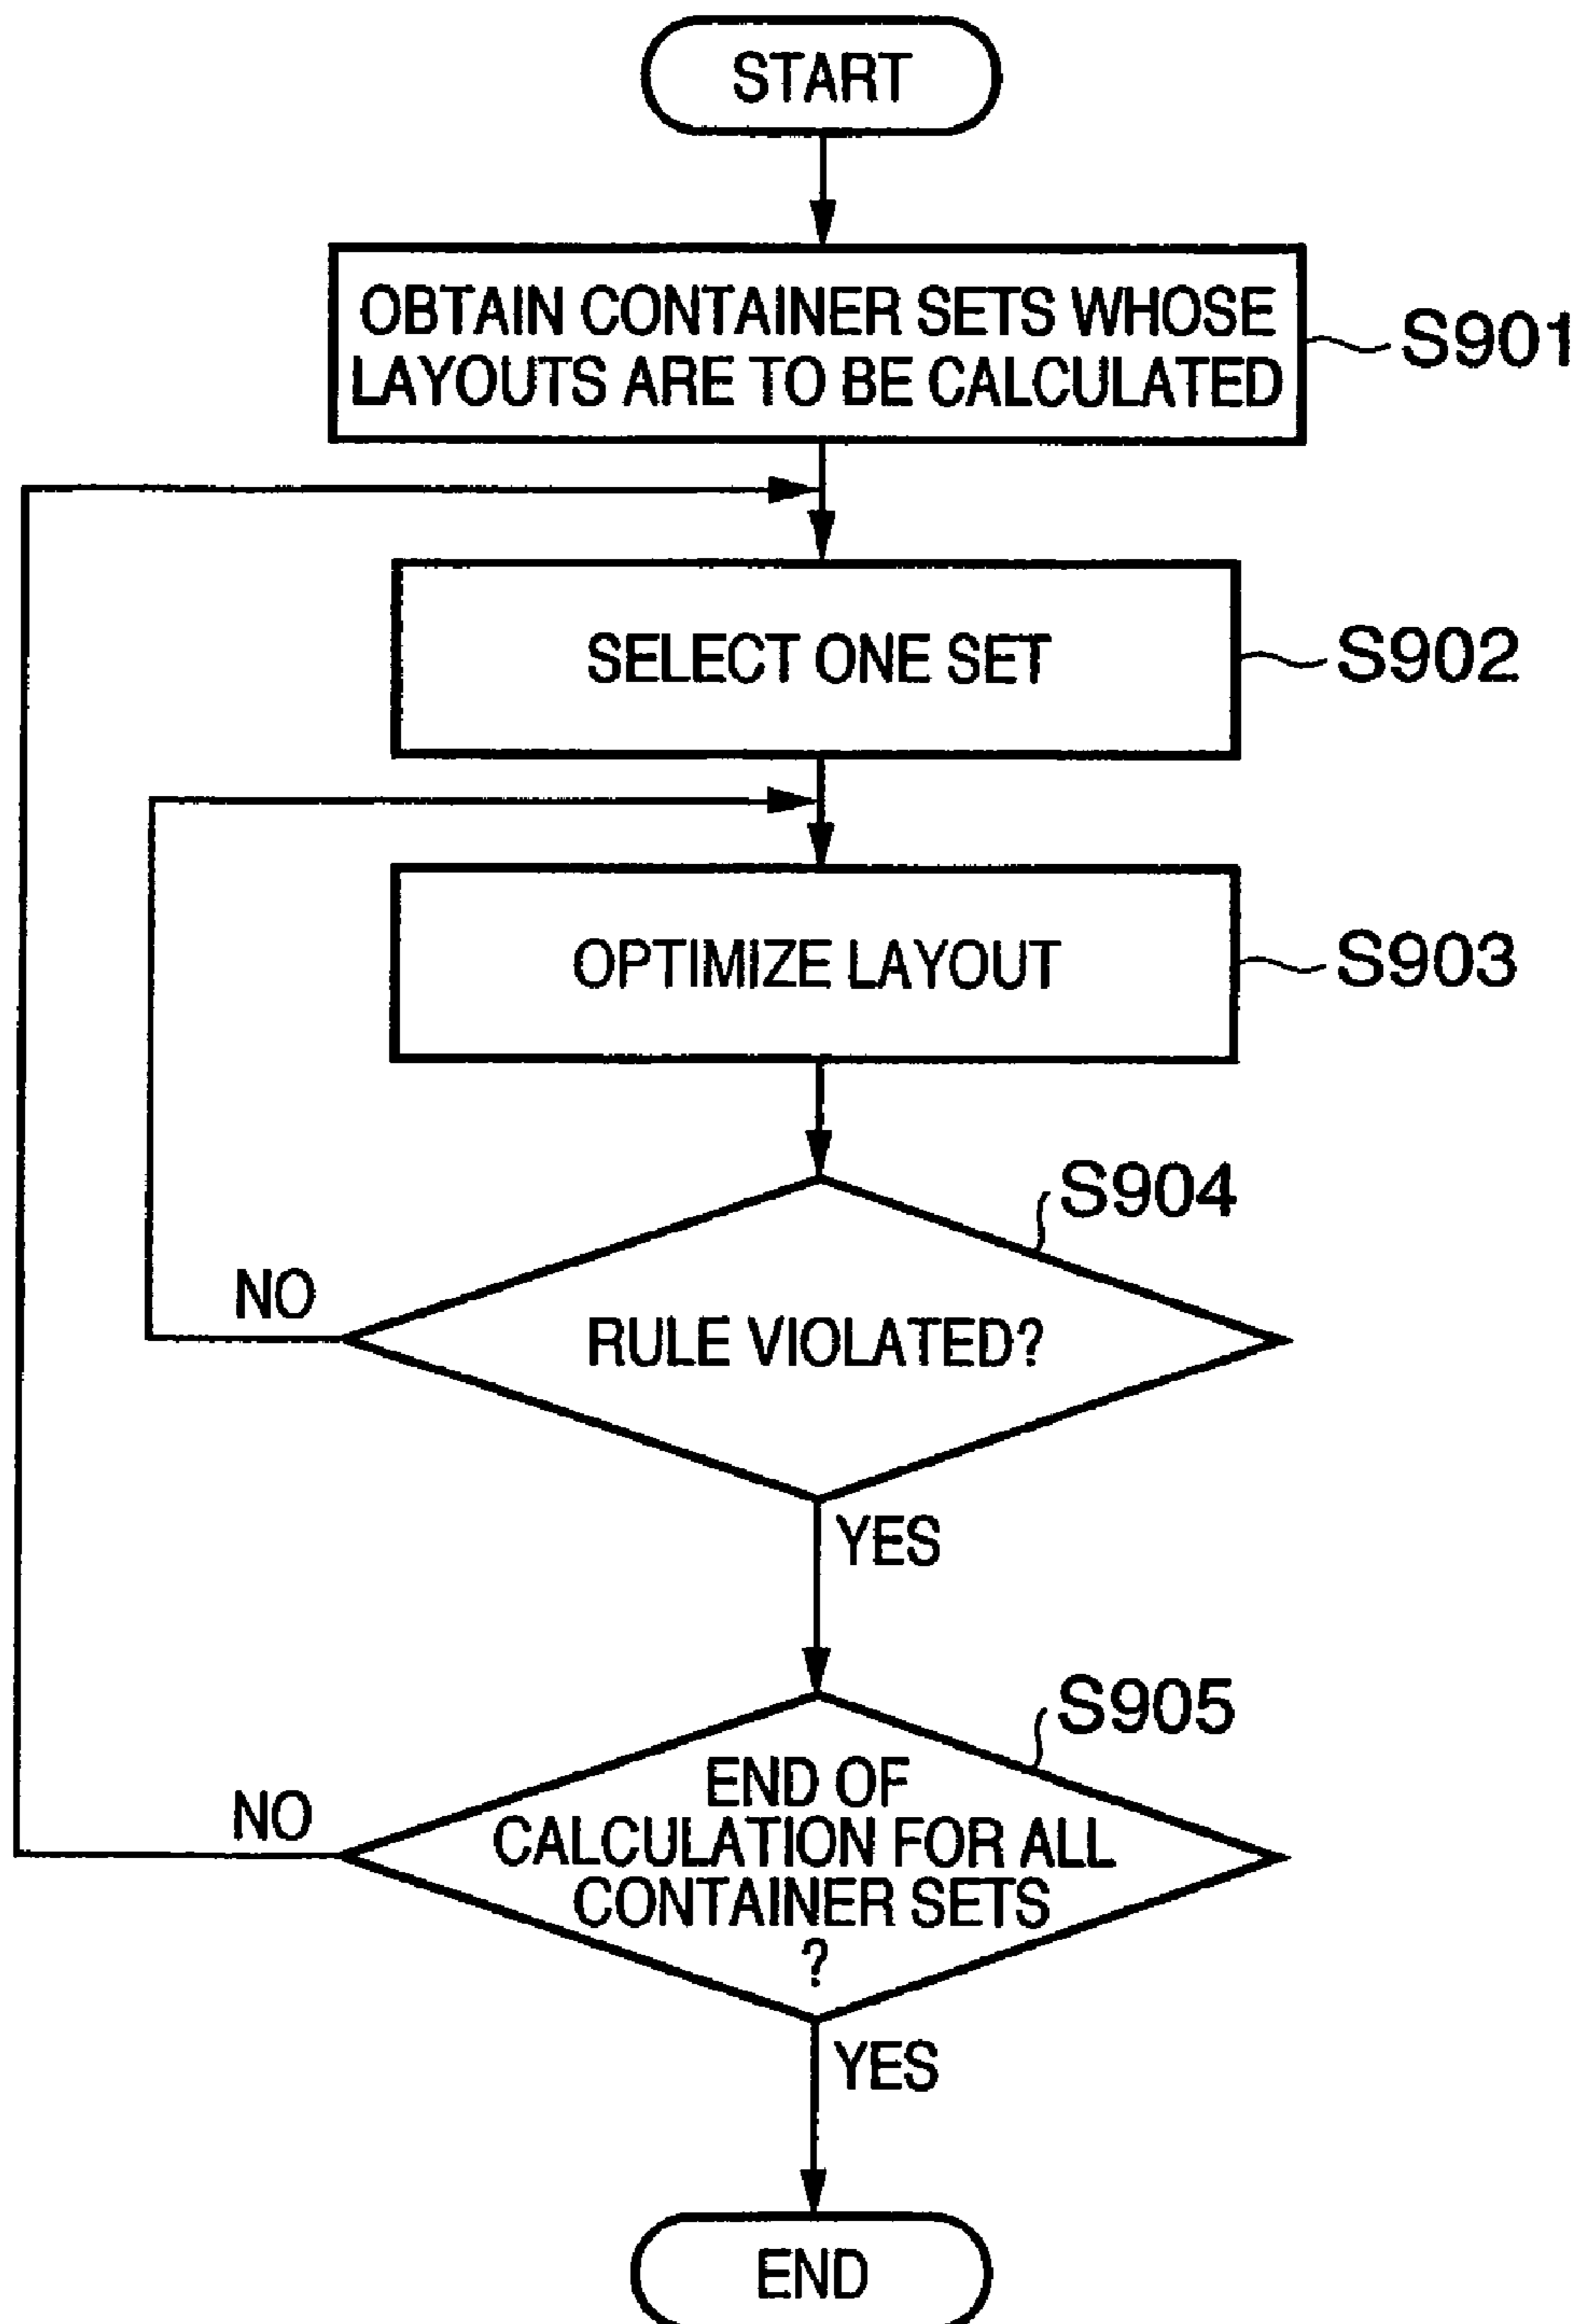 START
OBTAIN CONTAINER SETS WHOSE
LAYOUTS ARE TO BE CALCULATED
S901
SELECT ONE SET
S902
OPTIMIZE LAYOUT
S903
S904
NO
RULE VIOLATED?
YES
S905
NO
END OF
CALCULATION FOR ALL
CONTAINER SETS
?
YES
END